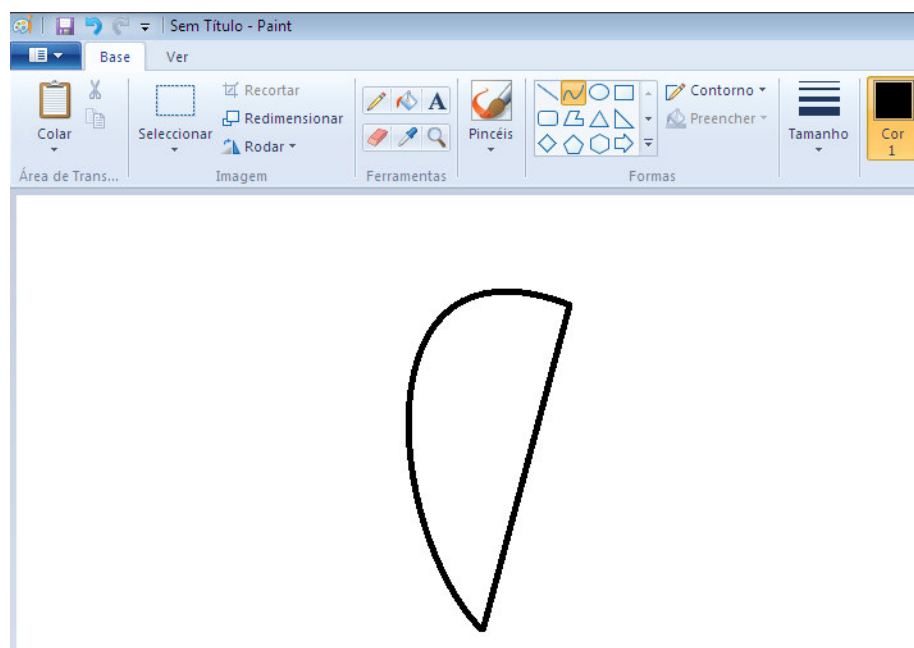 Sem Título - Paint
Base Ver
Recortar Contorno
Redimensionar Preencher
Colar Seleccionar Rodar Pincéis Tamanho Cor
1
Área de Trans... Imagem Ferramentas Formas